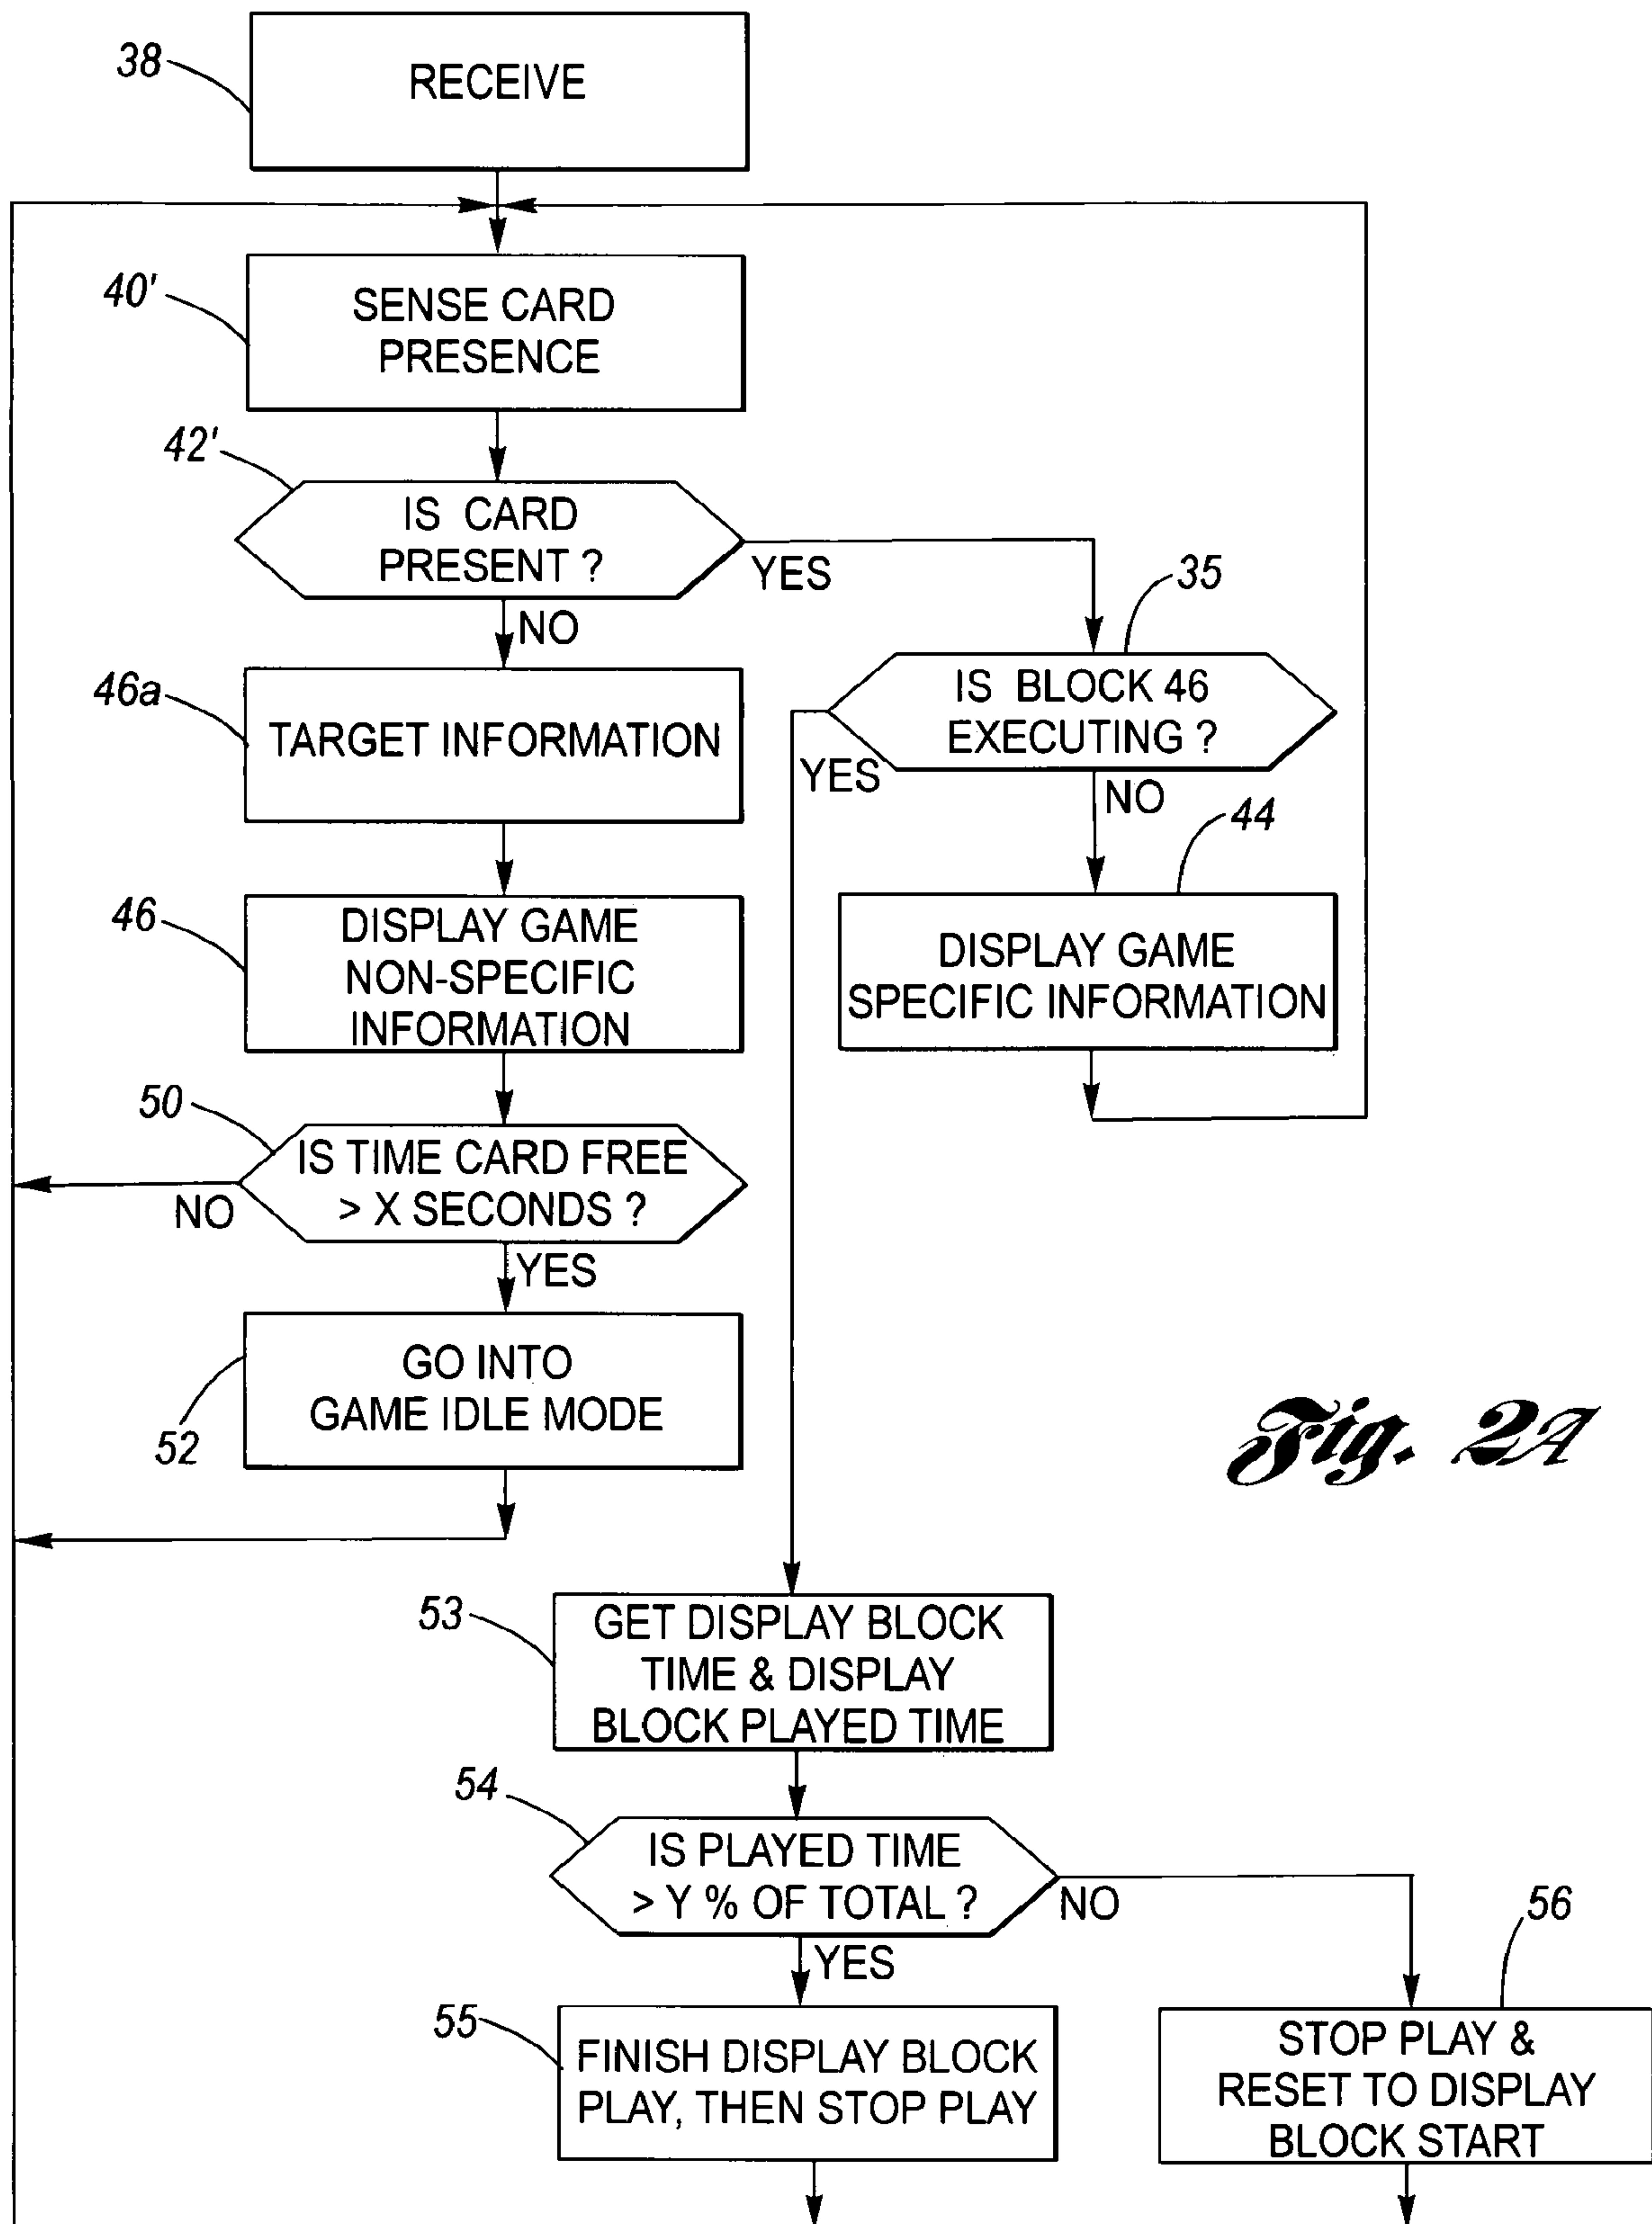 38
RECEIVE
40'
SENSE CARD
PRESENCE
42'
IS CARD
PRESENT ?
YES
NO
35
IS BLOCK 46
EXECUTING ?
YES
NO
46a
TARGET INFORMATION
44
DISPLAY GAME
SPECIFIC INFORMATION
46
DISPLAY GAME
NON-SPECIFIC
INFORMATION
50
IS TIME CARD FREE
> X SECONDS ?
NO
YES
52
GO INTO
GAME IDLE MODE
Fig. 2A
53
GET DISPLAY BLOCK
TIME & DISPLAY
BLOCK PLAYED TIME
54
IS PLAYED TIME
> Y % OF TOTAL ?
NO
YES
55
FINISH DISPLAY BLOCK
PLAY, THEN STOP PLAY
56
STOP PLAY &
RESET TO DISPLAY
BLOCK START